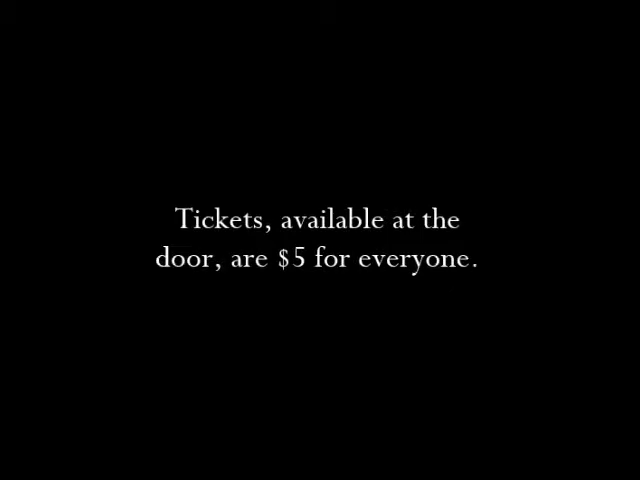 Tickets, available at the
door, are $5 for everyone.